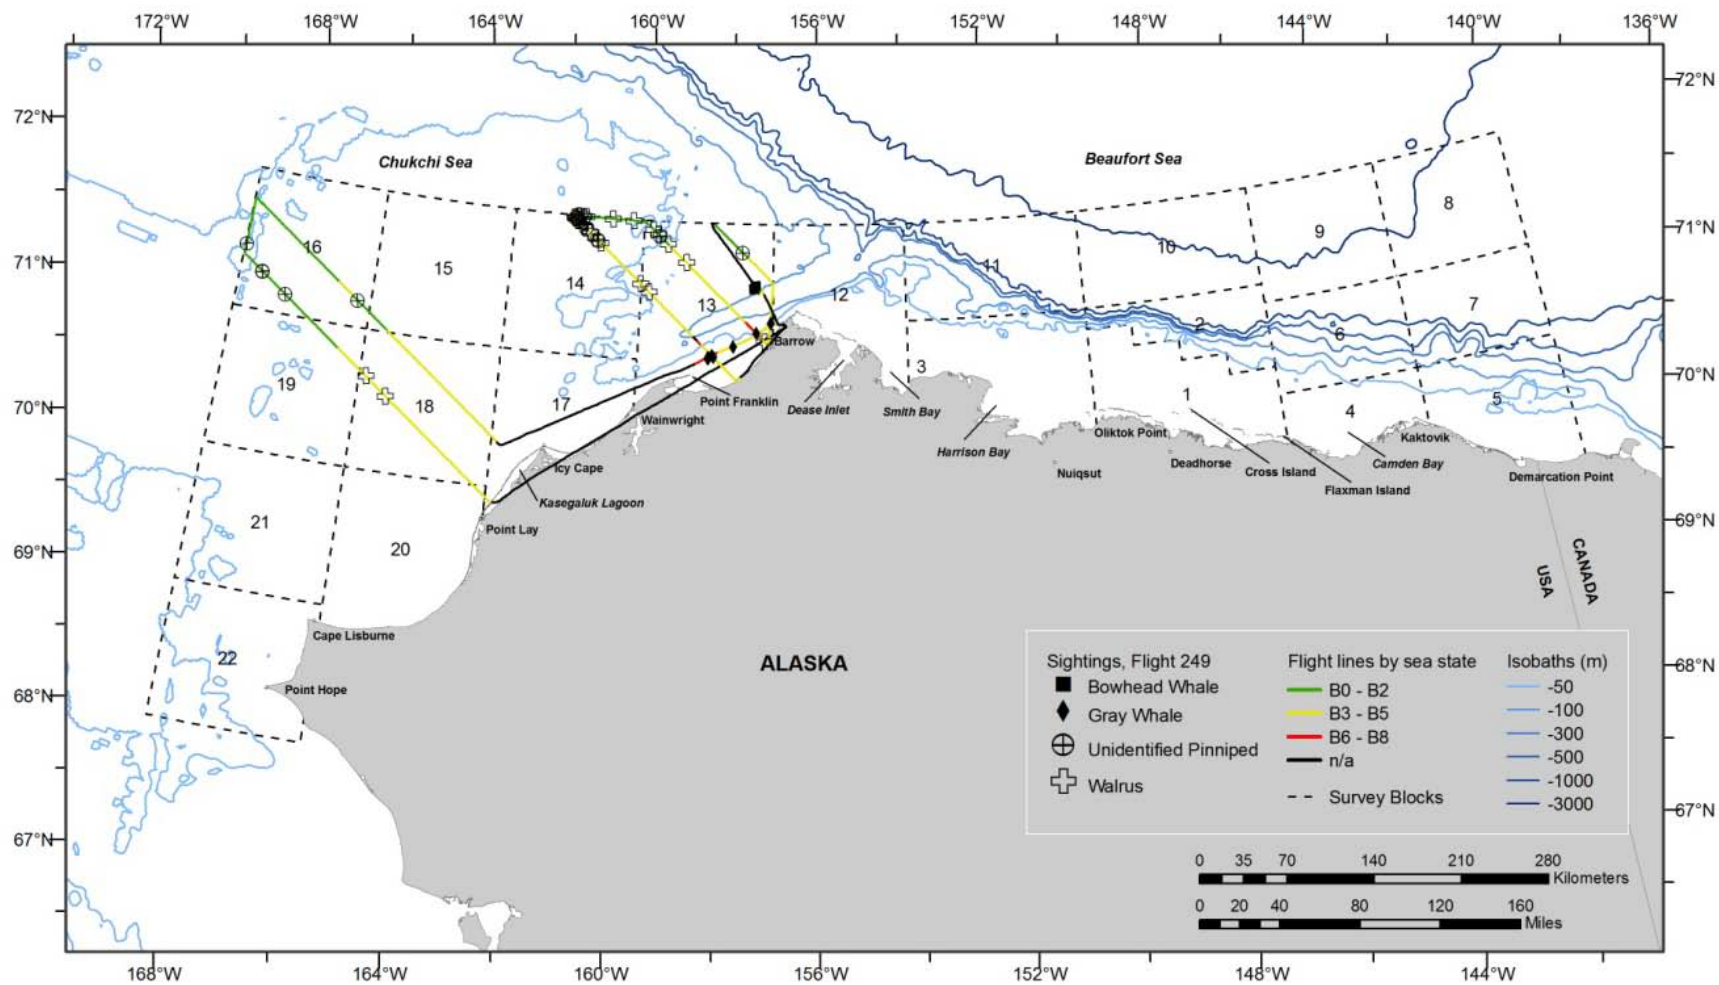 172°W 168°W 164°W 160°W 156°W 152°W 148°W 144°W 140°W 136°W
72°N
72°N
Chukchi Sea
Beaufort Sea
8
9
71°N
16
10
15
11
71°N
14
12
13
7
2
6
Barrow
70°N
3
19
18
17
Point Franklin
Dease Inlet
Smith Bay
1
5
4
70°N
Wainwright
Oliktok Point
Kaktovik
Harrison Bay
Icy Cape
Nuiqsut
Deadhorse
Cross Island
Camden Bay
Demarcation Point
Kasegaluk Lagoon
Flaxman Island
21
Point Lay
69°N
20
69°N
CANADA
USA
Cape Lisburne
22
ALASKA
68°N
Point Hope
68°N
Sightings, Flight 249
Bowhead Whale
Gray Whale
Unidentified Pinniped
Walrus
Flight lines by sea state
B0 - B2
B3 - B5
B6 - B8
n/a
Survey Blocks
Isobaths (m)
-50
-100
-300
-500
-1000
-3000
67°N
67°N
0 35 70 140 210 280
Kilometers
0 20 40 80 120 160
Miles
168°W 164°W 160°W 156°W 152°W 148°W 144°W